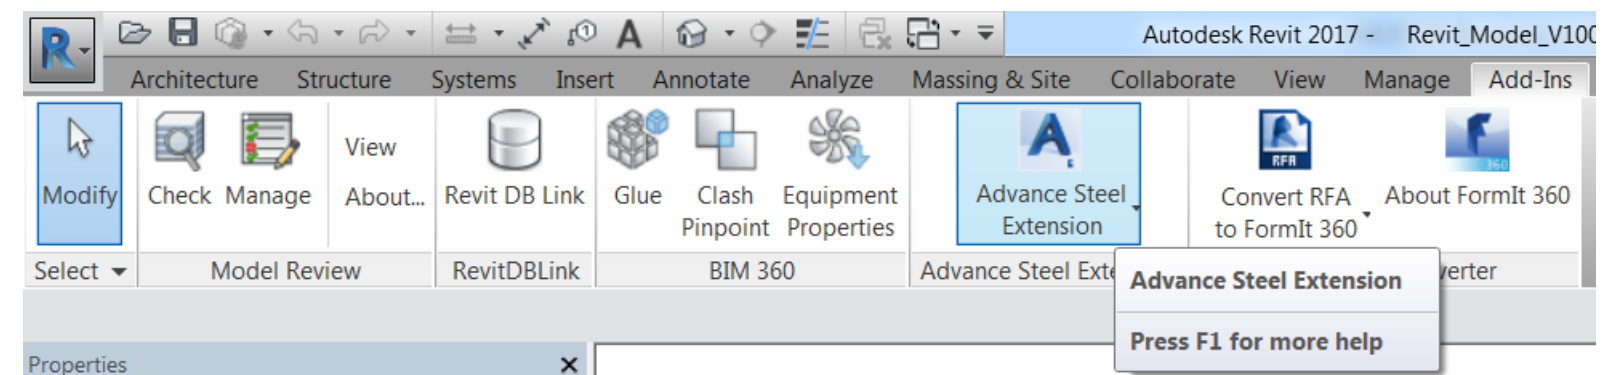 Autodesk Revit 2017 - Revit_Model_V100
R
A
Architecture Structure Systems Insert Annotate Analyze Massing & Site Collaborate View Manage Add-Ins
Modify
Check
Manage
View
About...
Revit DB Link
Glue
Clash
Pinpoint
Equipment
Properties
A
Advance Steel
Extension
RFA
Convert RFA
to FormIt 360
360
About FormIt 360
Select
Model Review
RevitDBLink
BIM 360
Advance Steel Exte
erter
Advance Steel Extension
Press F1 for more help
Properties